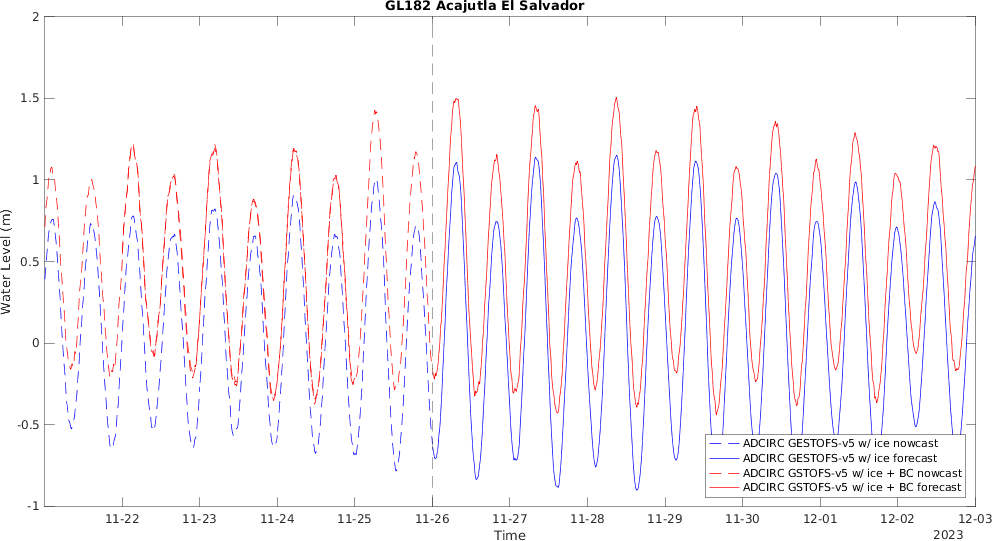 GL182 Acajutla El Salvador
2
1.5
1
0.5
0
-0.5
-1
Water Level (m)
ADCIRC GESTOFS-v5 w/ ice nowcast
ADCIRC GESTOFS-v5 w/ ice forecast
ADCIRC GSTOFS-v5 w/ ice + BC nowcast
ADCIRC GSTOFS-v5 w/ ice + BC forecast
11-22 11-23 11-24 11-25 11-26 11-27 11-28 11-29 11-30 12-01 12-02 12-03
Time
2023